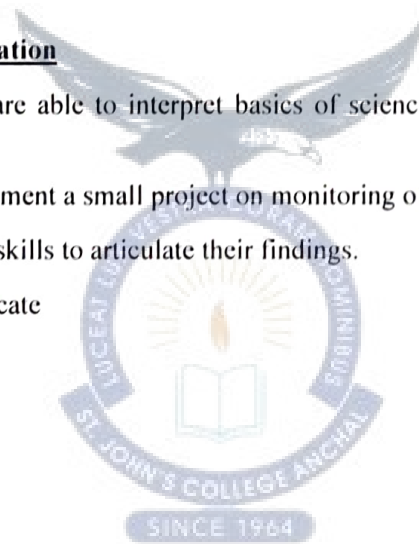 ation
are able to interpret basics of scienc
ment a small project on monitoring o
skills to articulate their findings.
cate
LUCEAT LUX VESTRA CORAM HOMINIBUS
ST. JOHN'S COLLEGE ANCHAL
SINCE 1964